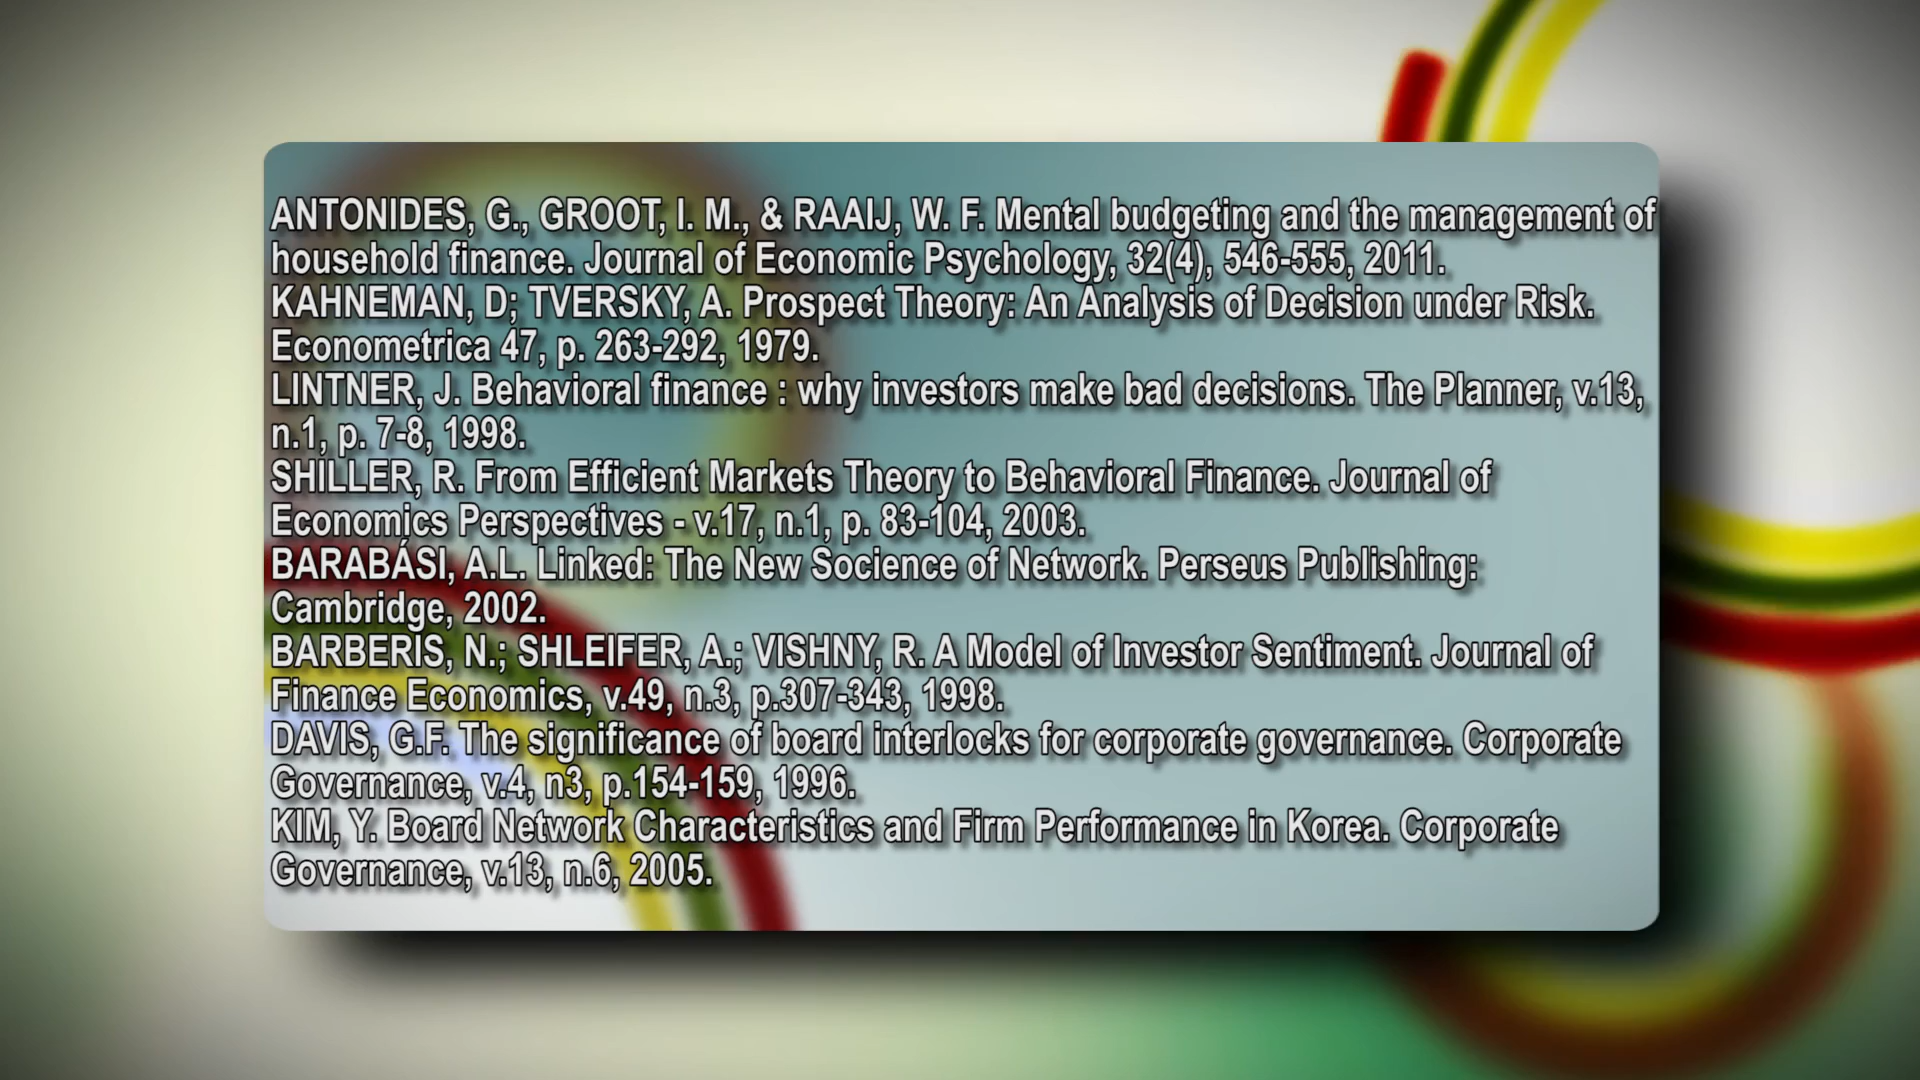 ANTONIDES, G., GROOT, I. M., & RAAIJ, W. F. Mental budgeting and the management of
household finance. Journal of Economic Psychology, 32(4), 546-555, 2011.
KAHNEMAN, D; TVERSKY, A. Prospect Theory: An Analysis of Decision under Risk.
Econometrica 47, p. 263-292, 1979.
LINTNER, J. Behavioral finance : why investors make bad decisions. The Planner, v.13,
n.1, p. 7-8, 1998.
SHILLER, R. From Efficient Markets Theory to Behavioral Finance. Journal of
Economics Perspectives - v.17, n.1, p. 83-104, 2003.
BARABÁSI, A.L. Linked: The New Socience of Network. Perseus Publishing:
Cambridge, 2002.
BARBERIS, N.; SHLEIFER, A.; VISHNY, R. A Model of Investor Sentiment. Journal of
Finance Economics, v.49, n.3, p.307-343, 1998.
DAVIS, G.F. The significance of board interlocks for corporate governance. Corporate
Governance, v.4, n3, p.154-159, 1996.
KIM, Y. Board Network Characteristics and Firm Performance in Korea. Corporate
Governance, v.13, n.6, 2005.